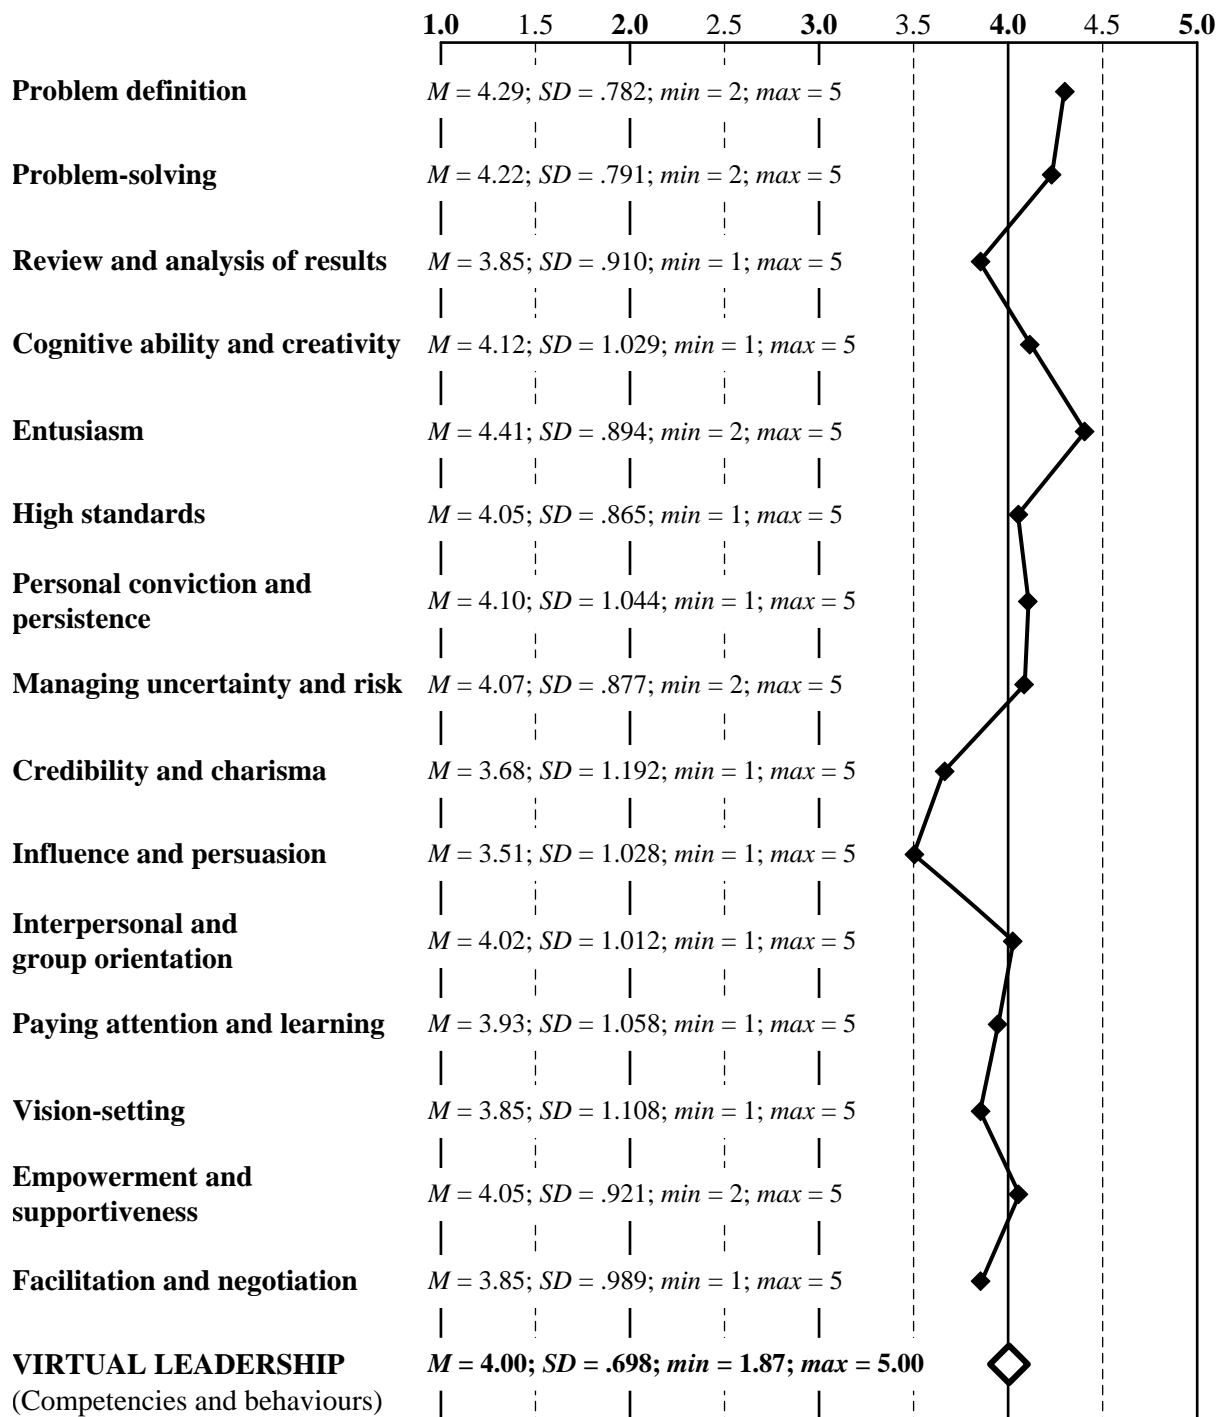 1.0 1.5 2.0 2.5 3.0 3.5 4.0 4.5 5.0
Problem definition M = 4.29; SD = .782; min = 2; max = 5
Problem-solving M = 4.22; SD = .791; min = 2; max = 5
Review and analysis of results M = 3.85; SD = .910; min = 1; max = 5
Cognitive ability and creativity M = 4.12; SD = 1.029; min = 1; max = 5
Entusiasm M = 4.41; SD = .894; min = 2; max = 5
High standards M = 4.05; SD = .865; min = 1; max = 5
Personal conviction and
persistence M = 4.10; SD = 1.044; min = 1; max = 5
Managing uncertainty and risk M = 4.07; SD = .877; min = 2; max = 5
Credibility and charisma M = 3.68; SD = 1.192; min = 1; max = 5
Influence and persuasion M = 3.51; SD = 1.028; min = 1; max = 5
Interpersonal and
group orientation M = 4.02; SD = 1.012; min = 1; max = 5
Paying attention and learning M = 3.93; SD = 1.058; min = 1; max = 5
Vision-setting M = 3.85; SD = 1.108; min = 1; max = 5
Empowerment and
supportiveness M = 4.05; SD = .921; min = 2; max = 5
Facilitation and negotiation M = 3.85; SD = .989; min = 1; max = 5
VIRTUAL LEADERSHIP M = 4.00; SD = .698; min = 1.87; max = 5.00
(Competencies and behaviours)